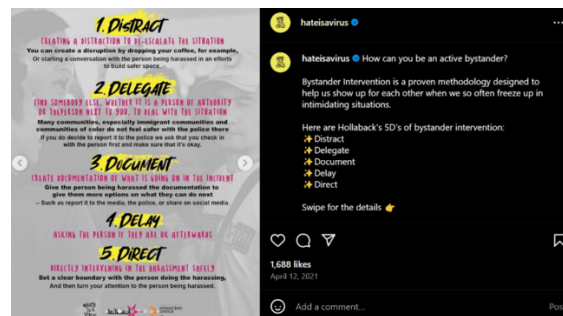 1. DISTRACT
CREATING A DISTRACTION TO DE-ESCALATE THE SITUATION
You can create a disruption by dropping your coffee, for example,
Or starting a conversation with the person being harassed in an efforts
to build safer space.
2. DELEGATE
FIND SOMEBODY ELSE, WHETHER IT IS A PERSON OF AUTHORITY
OR THEPERSON NEXT TO YOU, TO DEAL WITH THE SITUATION
Many communities, especially immigrant communities and
communities of color do not feel safer with the police there
If you do decide to report it to the police we ask that you check in
with the person first and make sure that it's okay.
3. DOCUMENT
CREATE DOCUMENTATION OF WHAT IS GOING ON IN THE INCIDENT
Give the person being harassed the documentation to
give them more options on what they can do next
-- Such as report it to the media, the police, or share on social media
4. DELAY
ASKING THE PERSON IF THEY ARE OK AFTERWARDS
5. DIRECT
DIRECTLY INTERVENING IN THE HARASSMENT SAFELY
Set a clear boundary with the person doing the harassing,
And then turn your attention to the person being harassed.
hateisavirus
hateisavirus How can you be an active bystander?
Bystander Intervention is a proven methodology designed to
help us show up for each other when we so often freeze up in
intimidating situations.
Here are Hollaback's 5D's of bystander intervention:
✨ Distract
✨ Delegate
✨ Document
✨ Delay
✨ Direct
Swipe for the details 👉
1,688 likes
April 12, 2021
Add a comment...
Pos